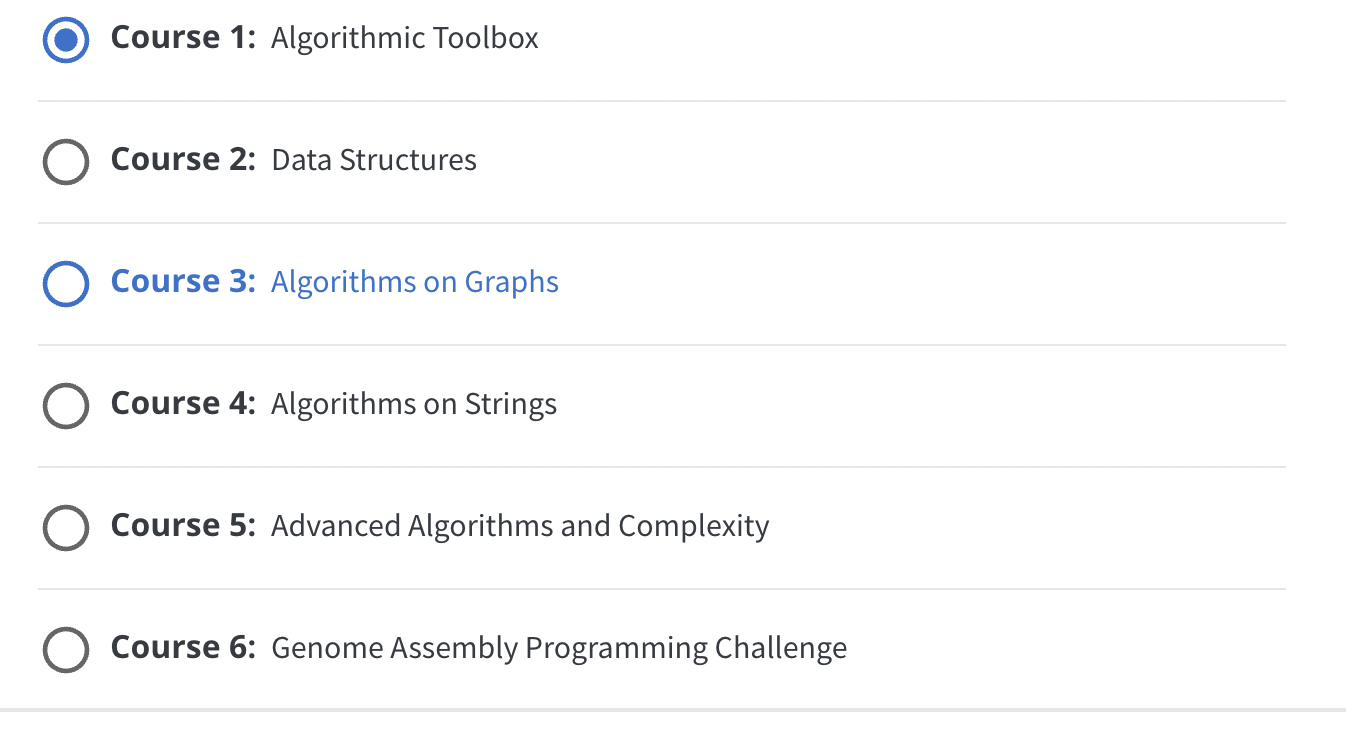 Course 1: Algorithmic Toolbox
Course 2: Data Structures
Course 3: Algorithms on Graphs
Course 4: Algorithms on Strings
Course 5: Advanced Algorithms and Complexity
Course 6: Genome Assembly Programming Challenge